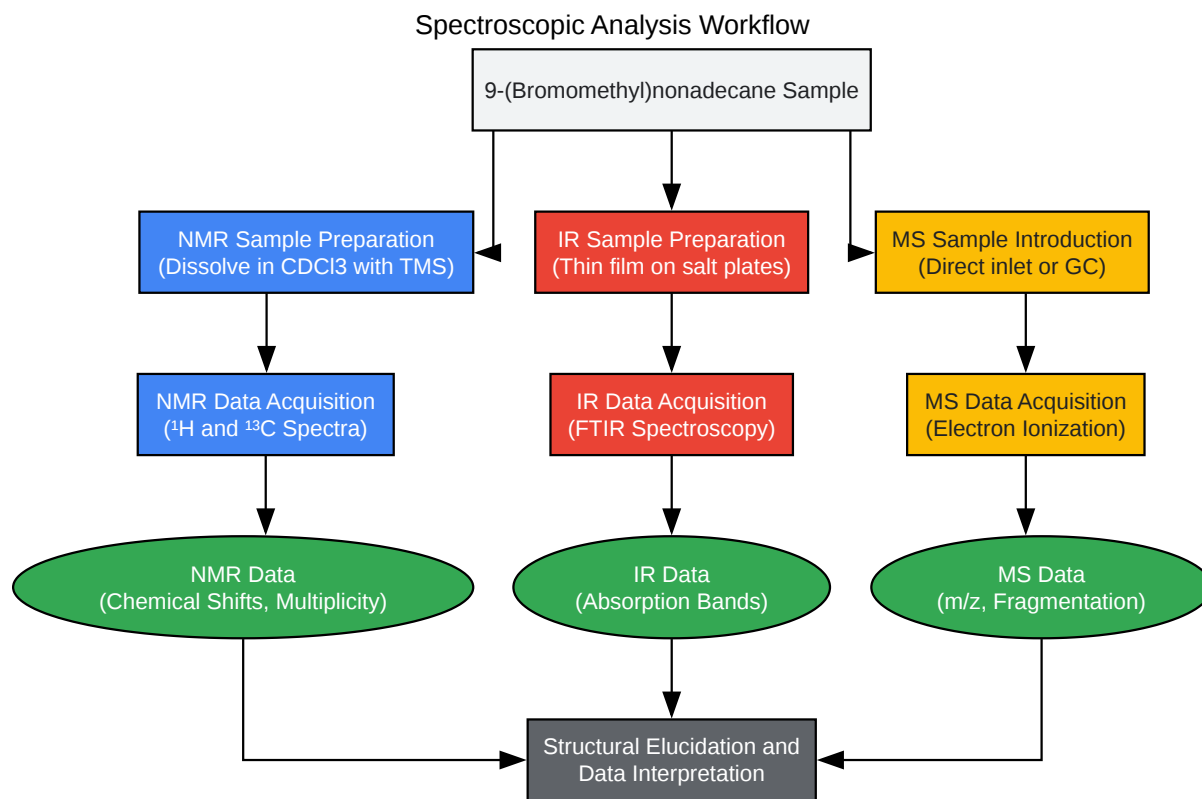 Spectroscopic Analysis Workflow
9-(Bromomethyl)nonadecane Sample
NMR Sample Preparation
(Dissolve in CDCl3 with TMS)
IR Sample Preparation
(Thin film on salt plates)
MS Sample Introduction
(Direct inlet or GC)
NMR Data Acquisition
(¹H and ¹³C Spectra)
IR Data Acquisition
(FTIR Spectroscopy)
MS Data Acquisition
(Electron Ionization)
NMR Data
(Chemical Shifts, Multiplicity)
IR Data
(Absorption Bands)
MS Data
(m/z, Fragmentation)
Structural Elucidation and
Data Interpretation